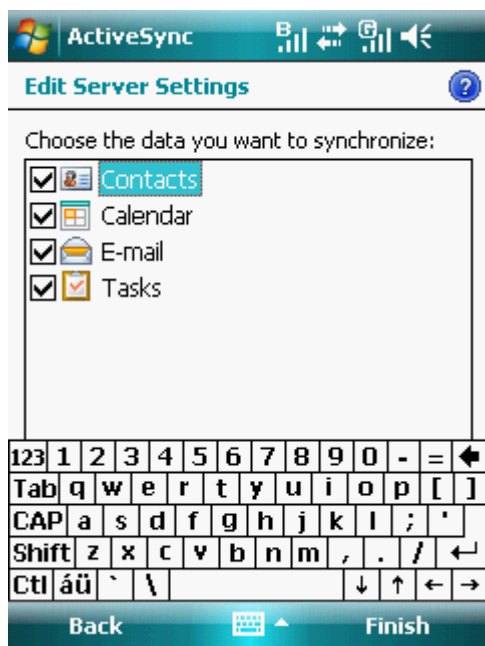 ActiveSync B G
Edit Server Settings ?
Choose the data you want to synchronize:
Contacts
Calendar
E-mail
Tasks
123 1 2 3 4 5 6 7 8 9 0 - = ←
Tab q w e r t y u i o p [ ]
CAP a s d f g h j k l ; '
Shift z x c v b n m , . / ↵
Ctl áü ` \ ↓ ↑ ← →
Back Finish